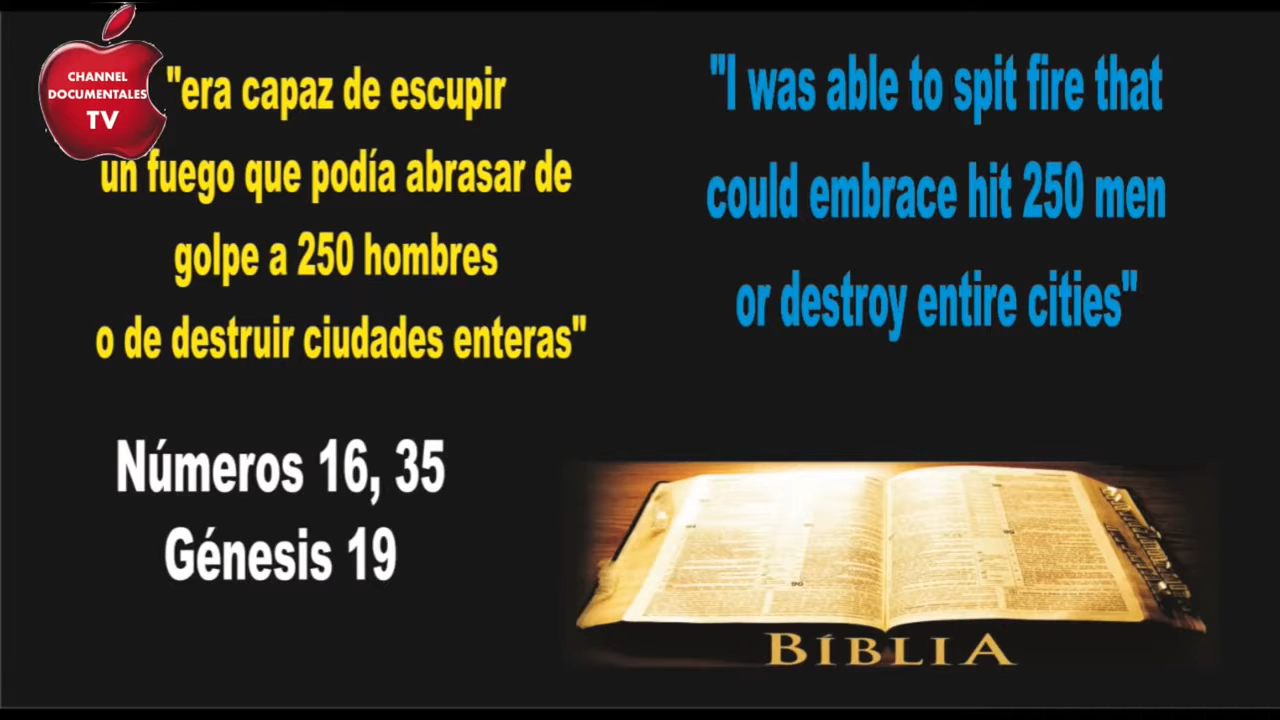 CHANNEL
DOCUMENTALES
TV
"era capaz de escupir
un fuego que podía abrasar de
golpe a 250 hombres
o de destruir ciudades enteras"
Números 16, 35
Génesis 19
"I was able to spit fire that
could embrace hit 250 men
or destroy entire cities"
BÍBLIA